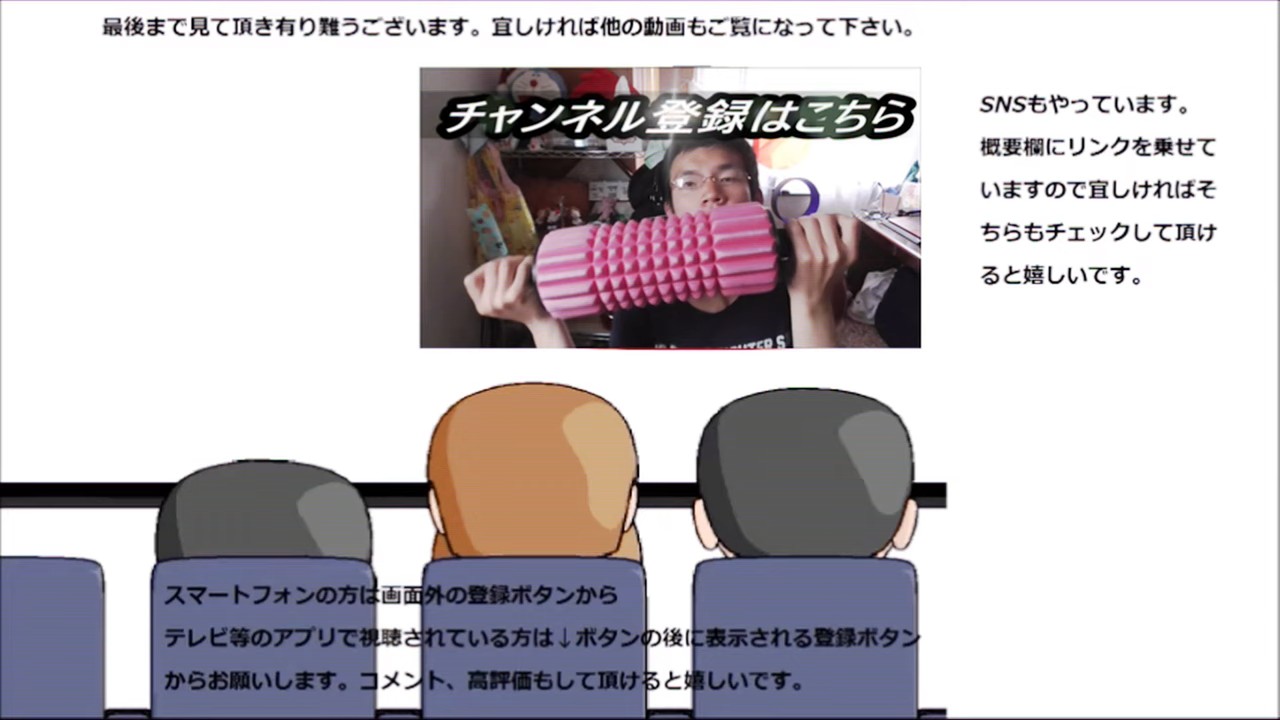 最後まで見て頂き有り難うございます。宜しければ他の動画もご覧になって下さい。
チャンネル登録はこちら
SNSもやっています。
概要欄にリンクを乗せて
いますので宜しければそ
ちらもチェックして頂け
ると嬉しいです。
スマートフォンの方は画面外の登録ボタンから
テレビ等のアプリで視聴されている方は↓ボタンの後に表示される登録ボタン
からお願いします。コメント、高評価もして頂けると嬉しいです。